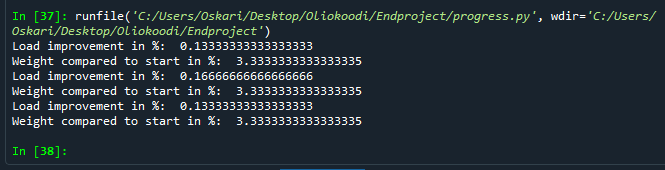 In [37]: runfile('C:/Users/Oskari/Desktop/Oliokoodi/Endproject/progress.py', wdir='C:/Users/
Oskari/Desktop/Oliokoodi/Endproject')
Load improvement in %:  0.13333333333333333
Weight compared to start in %:  3.3333333333333335
Load improvement in %:  0.16666666666666666
Weight compared to start in %:  3.3333333333333335
Load improvement in %:  0.13333333333333333
Weight compared to start in %:  3.3333333333333335
In [38]: